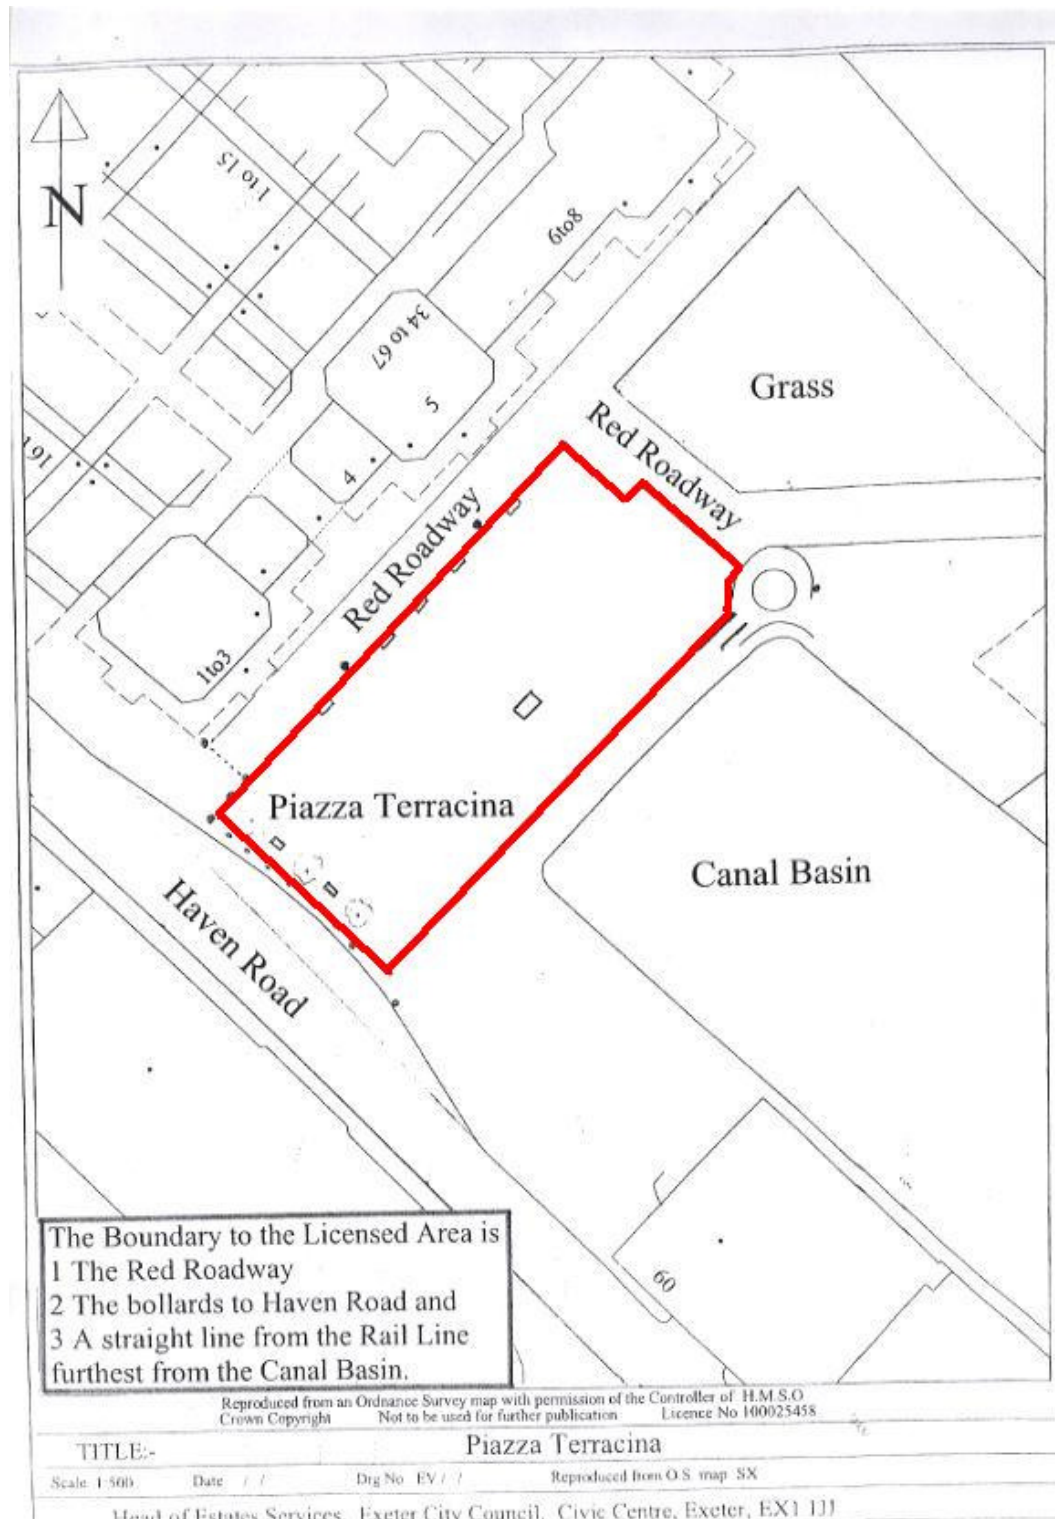 N
1 to 15
6to8
34 to 67
5
4
Grass
Red Roadway
Red Roadway
1to3
Piazza Terracina
Canal Basin
Haven Road
60
The Boundary to the Licensed Area is
1 The Red Roadway
2 The bollards to Haven Road and
3 A straight line from the Rail Line
furthest from the Canal Basin.
Reproduced from an Ordnance Survey map with permission of the Controller of H.M.S.O
Crown Copyright Not to be used for further publication Licence No 100025458
TITLE:- Piazza Terracina
Scale 1:500 Date / / Drg No EV / / Reproduced from O.S. map SX
Head of Estates Services, Exeter City Council, Civic Centre, Exeter, EX1 1JJ